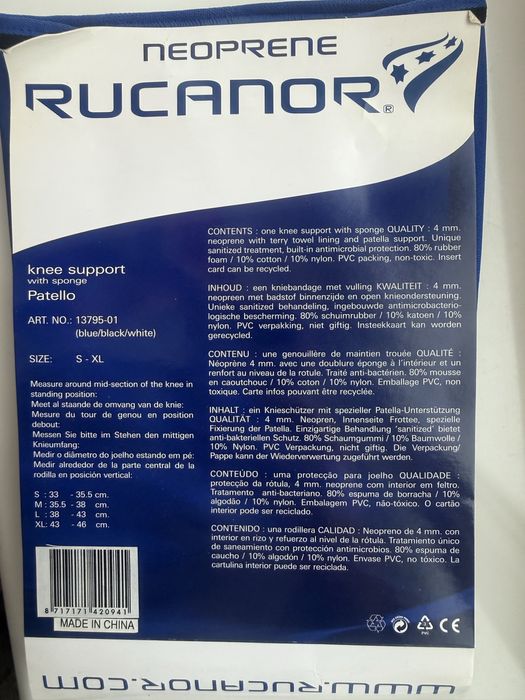 NEOPRENE
RUCANOR®
knee support
with sponge
Patello
ART. NO.: 13795-01
(blue/black/white)
SIZE: S - XL
Measure around mid-section of the knee in
standing position:
Meet al staande de omvang van de knie:
Mesure du tour de genou en position
debout:
Messen Sie bitte im Stehen den mittigen
Knieumfang:
Medir o diâmetro do joelho estando em pé:
Medir alrededor de la parte central de la
rodilla en posición vertical:
S : 33 - 35.5 cm.
M : 35.5 - 38 cm.
L : 38 - 43 cm.
XL: 43 - 46 cm.
8 717171 420941
MADE IN CHINA
CONTENTS : one knee support with sponge QUALITY : 4 mm.
neoprene with terry towel lining and patella support. Unique
sanitized treatment, built-in antimicrobial protection. 80% rubber
foam / 10% cotton / 10% nylon. PVC packing, non-toxic. Insert
card can be recycled.
INHOUD : een kniebandage met vulling KWALITEIT : 4 mm.
neopreen met badstof binnenzijde en open knieondersteuning.
Unieke sanitized behandeling, ingebouwde antimicrobacterio-
logische bescherming. 80% schuimrubber / 10% katoen / 10%
nylon. PVC verpakking, niet giftig. Insteekkaart kan worden
gerecycled.
CONTENU : une genouillère de maintien trouée QUALITÉ :
Néoprène 4 mm. avec une doublure éponge à l'intérieur et un
renfort au niveau de la rotule. Traité anti-bactérien. 80% mousse
en caoutchouc / 10% coton / 10% nylon. Emballage PVC, non
toxique. Carte infos pouvant être recyclée.
INHALT : ein Knieschützer mit spezieller Patella-Unterstützung
QUALITÄT : 4 mm. Neopren, Innenseite Frottee, spezielle
Fixierung der Patella. Einzigartige Behandlung 'sanitized' bietet
anti-bakteriellen Schutz. 80% Schaumgummi / 10% Baumwolle /
10% Nylon. PVC Verpackung, nicht giftig. Die Verpackung/
Pappe kann der Wiederverwertung zugeführt werden.
CONTEÚDO : uma protecção para joelho QUALIDADE :
protecção da rótula, 4 mm. neoprene com interior em feltro.
Tratamento anti-bacteriano. 80% espuma de borracha / 10%
algodão / 10% nylon. Embalagem PVC, não-tóxico. O cartão
interior pode ser reciclado.
CONTENIDO : una rodillera CALIDAD : Neopreno de 4 mm. con
interior en rizo y refuerzo al nivel de la rótula. Tratamiento único
de saneamiento con protección antimicrobios. 80% espuma de
caucho / 10% algodón / 10% nylon. Envase PVC, no tóxico. La
cartulina interior puede ser reciclada.
PVC
CE
www.rucanor.com